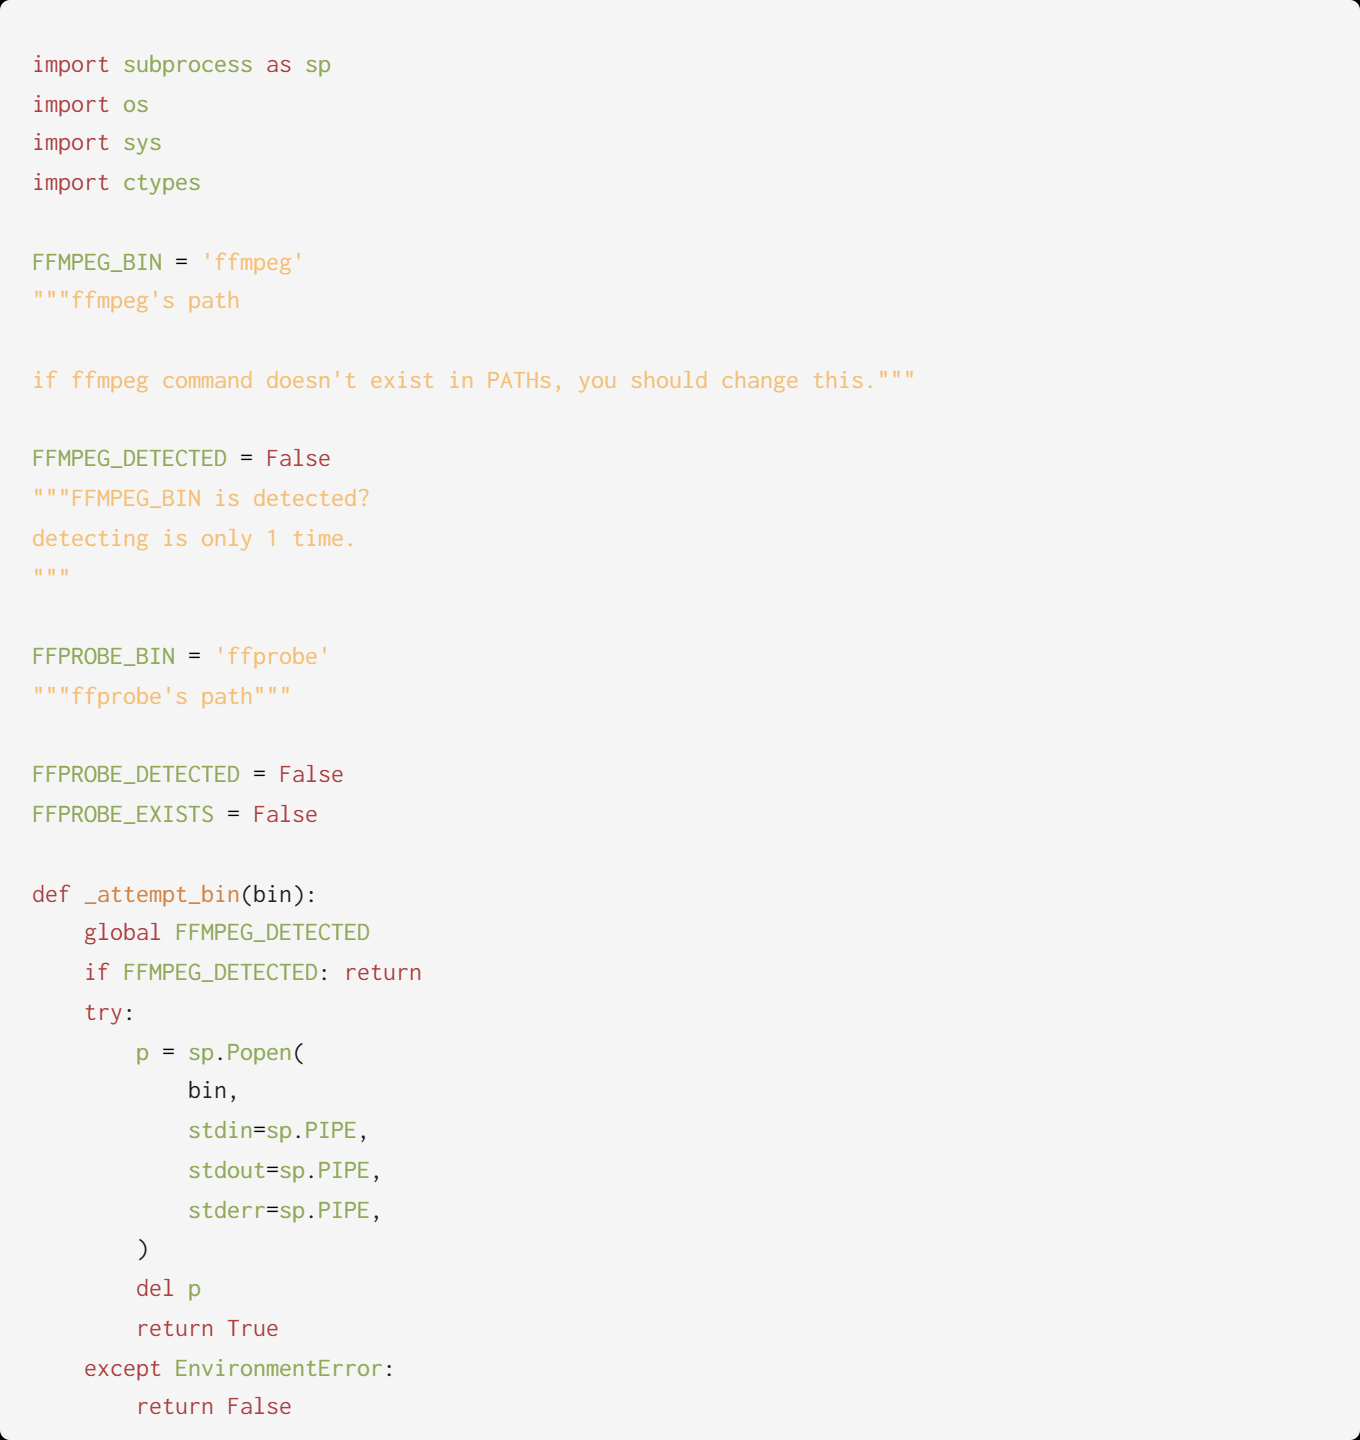 import subprocess as sp
import os
import sys
import ctypes

FFMPEG_BIN = 'ffmpeg'
"""ffmpeg's path

if ffmpeg command doesn't exist in PATHs, you should change this."""

FFMPEG_DETECTED = False
"""FFMPEG_BIN is detected?
detecting is only 1 time.
"""

FFPROBE_BIN = 'ffprobe'
"""ffprobe's path"""

FFPROBE_DETECTED = False
FFPROBE_EXISTS = False

def _attempt_bin(bin):
    global FFMPEG_DETECTED
    if FFMPEG_DETECTED: return
    try:
        p = sp.Popen(
            bin,
            stdin=sp.PIPE,
            stdout=sp.PIPE,
            stderr=sp.PIPE,
        )
        del p
        return True
    except EnvironmentError:
        return False